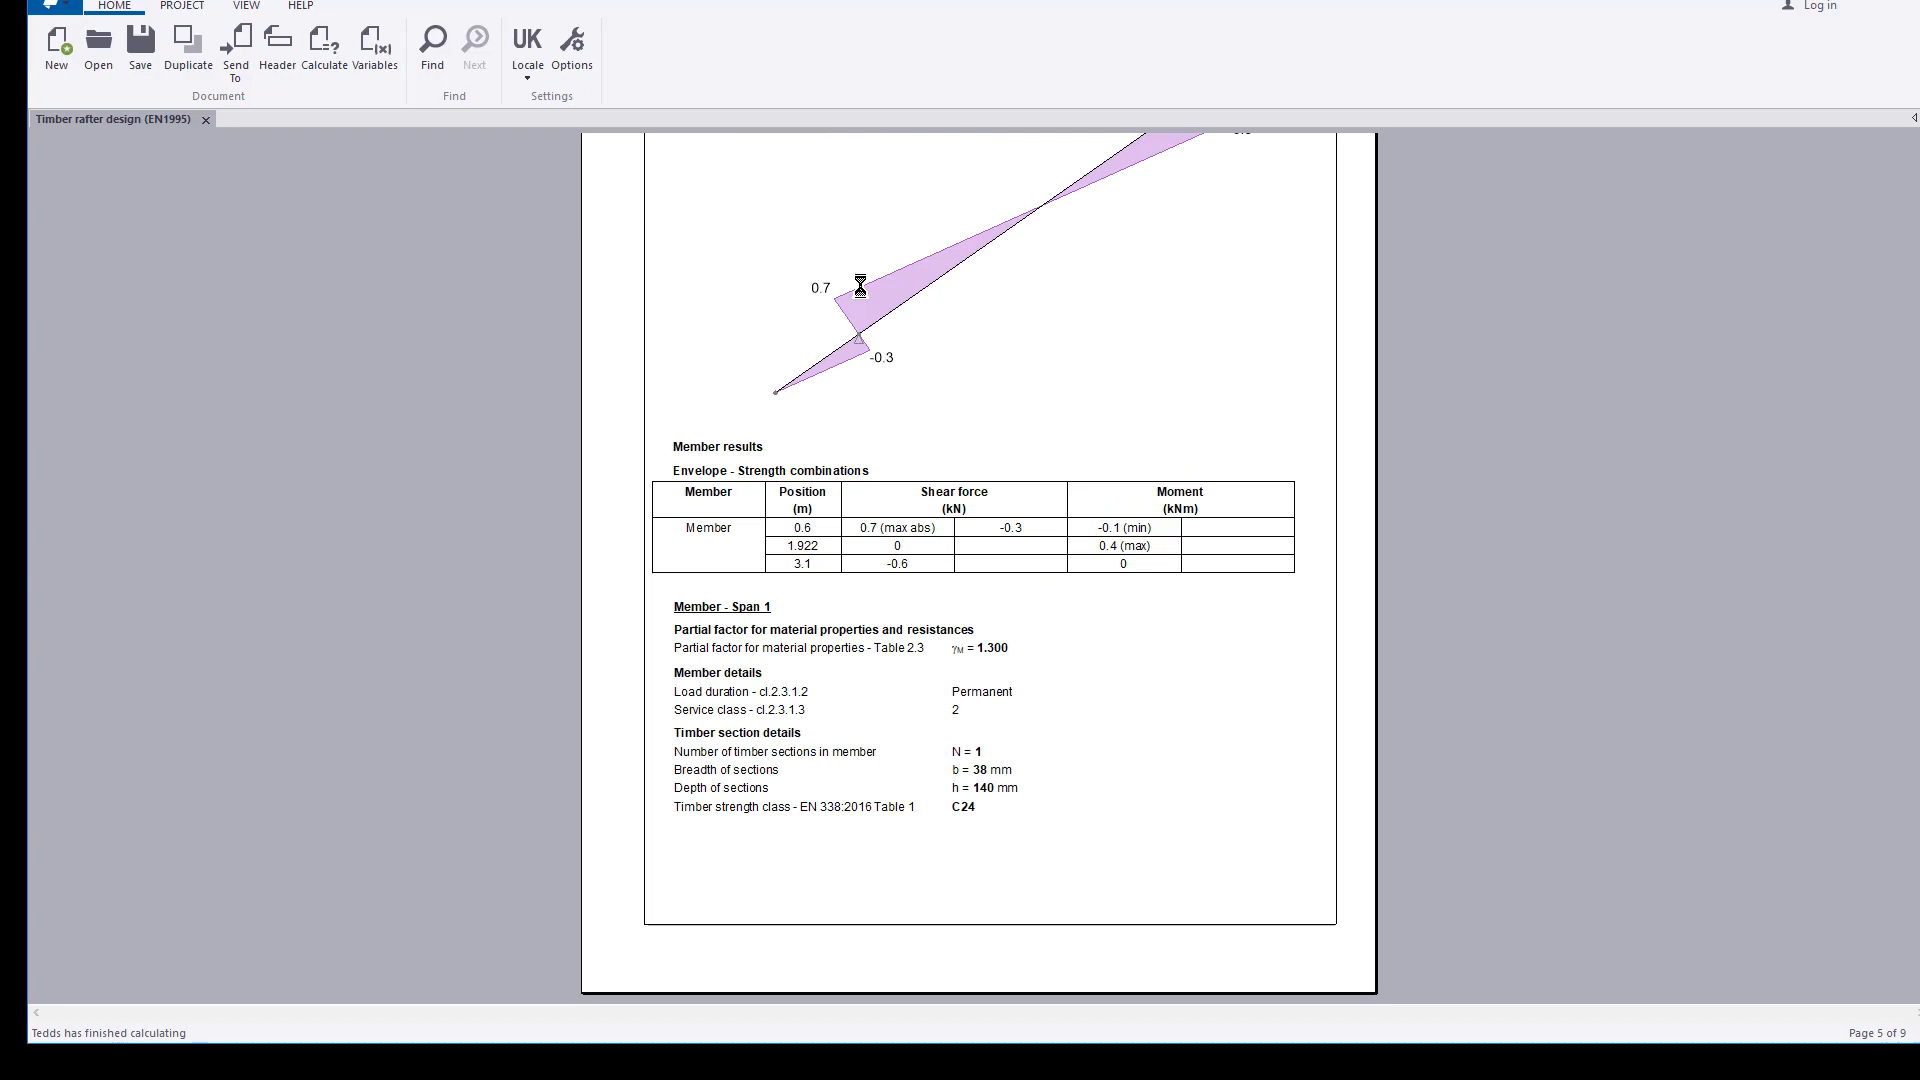 HOME PROJECT VIEW HELP Log in
UK
New Open Save Duplicate Send To Header Calculate Variables Find Next Locale Options
Document Find Settings
Timber rafter design (EN1995)
0.7
-0.3
Member results
Envelope - Strength combinations
Member Position (m) Shear force (kN) Moment (kNm)
Member 0.6 0.7 (max abs) -0.3 -0.1 (min)
1.922 0 0.4 (max)
3.1 -0.6 0
Member - Span 1
Partial factor for material properties and resistances
Partial factor for material properties - Table 2.3 γM = 1.300
Member details
Load duration - cl.2.3.1.2 Permanent
Service class - cl.2.3.1.3 2
Timber section details
Number of timber sections in member N = 1
Breadth of sections b = 38 mm
Depth of sections h = 140 mm
Timber strength class - EN 338:2016 Table 1 C24
Tedds has finished calculating Page 5 of 9